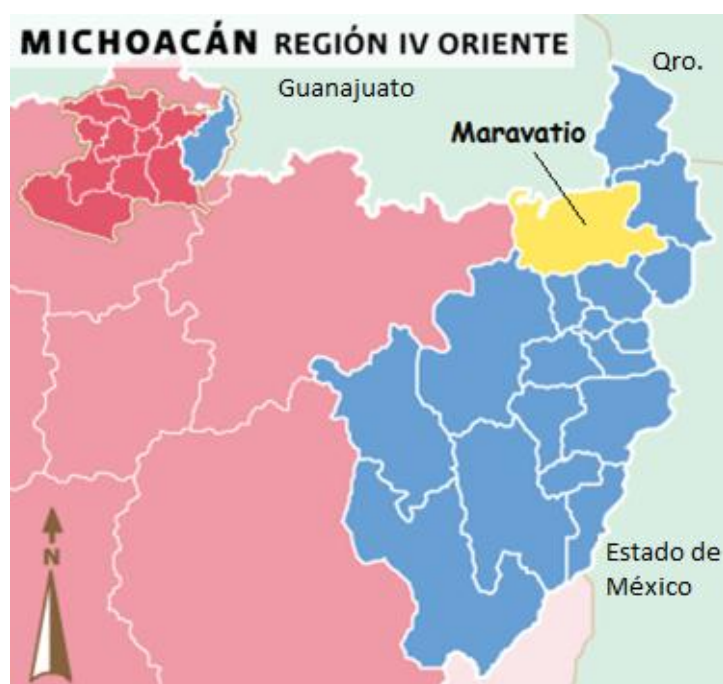 MICHOACÁN REGIÓN IV ORIENTE
Qro.
Guanajuato
Maravatio
Estado de
México
N